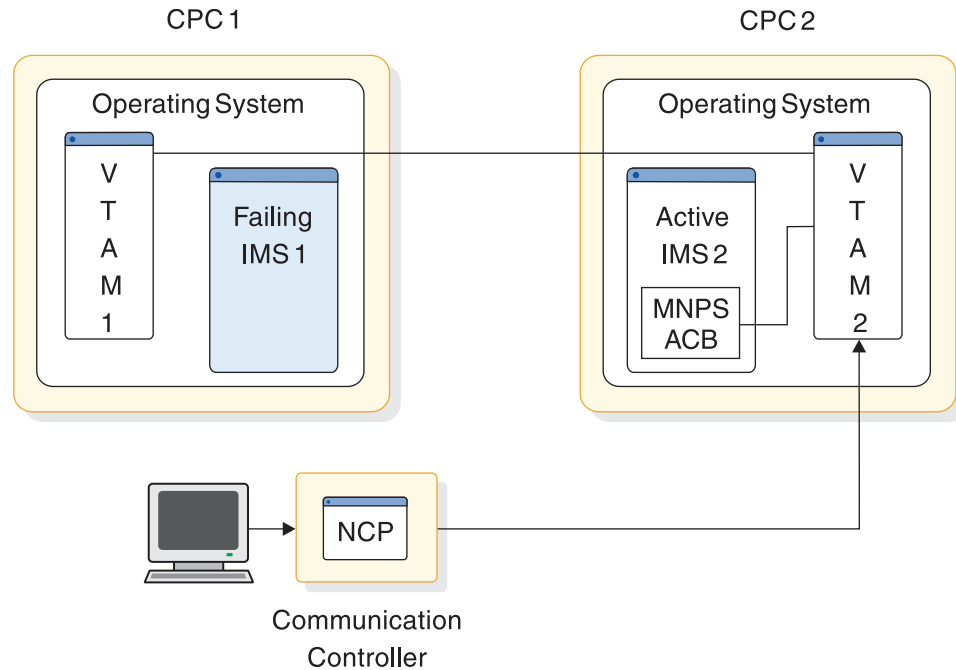 CPC 1
CPC 2
Operating System
V
T
A
M
1
Failing
IMS 1
Operating System
Active
IMS 2
MNPS
ACB
V
T
A
M
2
NCP
Communication
Controller